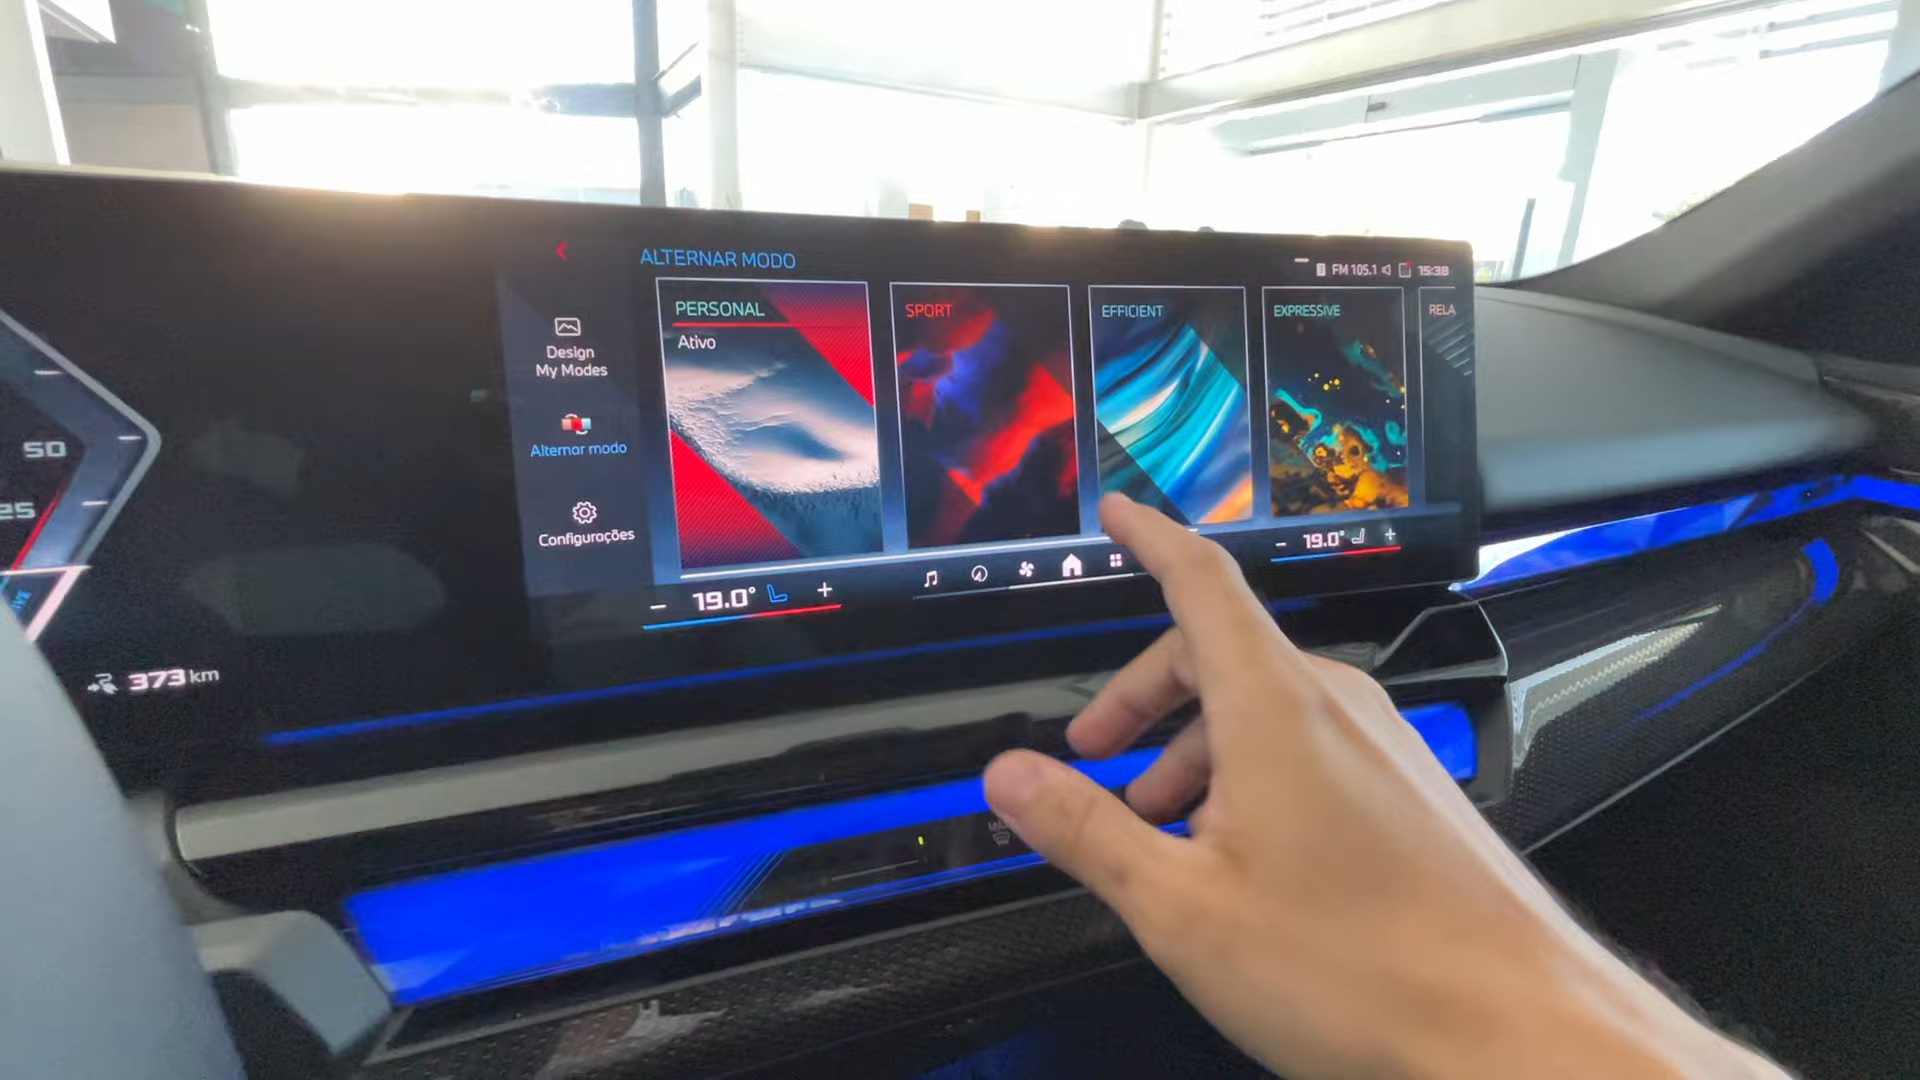 ALTERNAR MODO
FM 105.1
15:38
Design
My Modes
Alternar modo
Configurações
PERSONAL
Ativo
SPORT
EFFICIENT
EXPRESSIVE
RELA
50
25
- 19.0° +
- 19.0° +
373 km